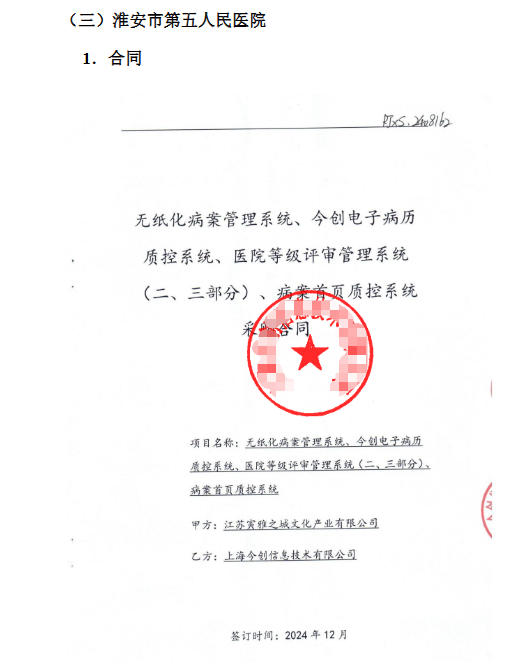 （三）淮安市第五人民医院
1．合同
RJXS.2408162
无纸化病案管理系统、今创电子病历
质控系统、医院等级评审管理系统
（二、三部分）、病案首页质控系统
采购合同
项目名称：无纸化病案管理系统、今创电子病历
质控系统、医院等级评审管理系统（二、三部分）、
病案首页质控系统
甲方：江苏寅雅之城文化产业有限公司
乙方：上海今创信息技术有限公司
签订时间：2024 年 12 月